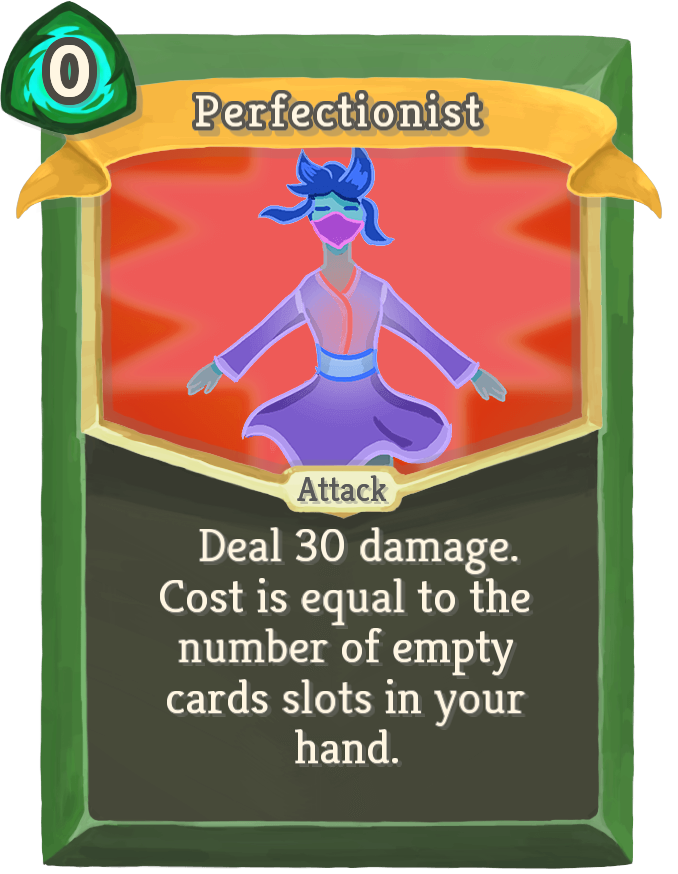 0
Perfectionist
Attack
Deal 30 damage.
Cost is equal to the
number of empty
cards slots in your
hand.